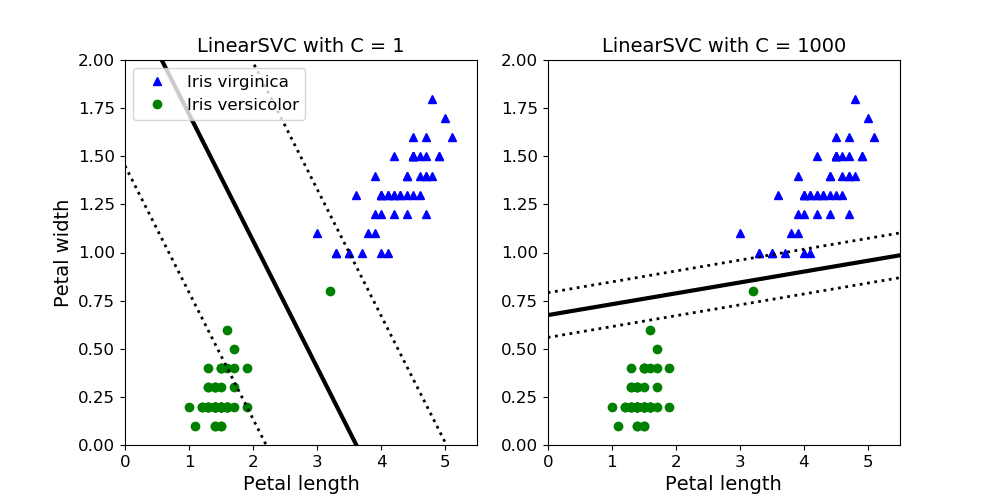 LinearSVC with C = 1
Iris virginica
Iris versicolor
2.00
1.75
1.50
1.25
1.00
0.75
0.50
0.25
0.00
Petal width
0 1 2 3 4 5
Petal length
LinearSVC with C = 1000
2.00
1.75
1.50
1.25
1.00
0.75
0.50
0.25
0.00
0 1 2 3 4 5
Petal length